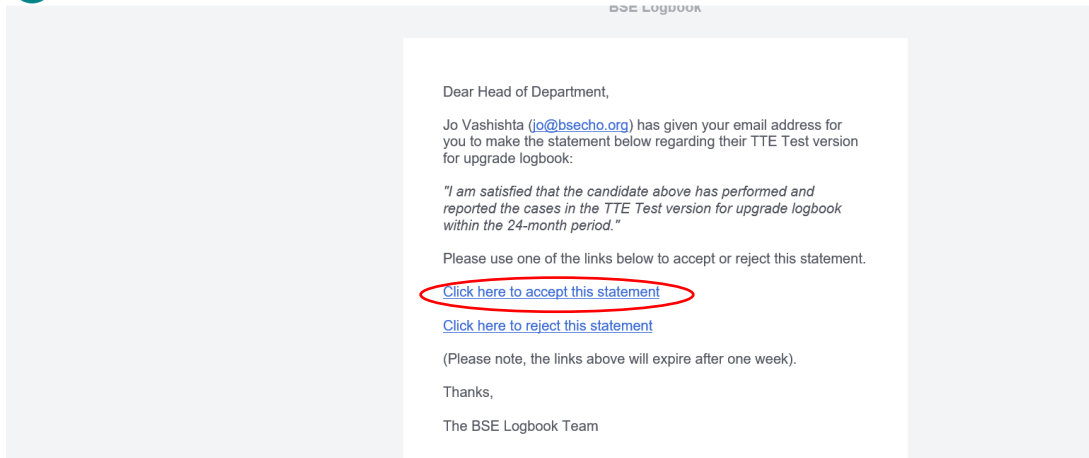 BSE Logbook
Dear Head of Department,
Jo Vashishta (jo@bsecho.org) has given your email address for
you to make the statement below regarding their TTE Test version
for upgrade logbook:
"I am satisfied that the candidate above has performed and
reported the cases in the TTE Test version for upgrade logbook
within the 24-month period."
Please use one of the links below to accept or reject this statement.
Click here to accept this statement
Click here to reject this statement
(Please note, the links above will expire after one week).
Thanks,
The BSE Logbook Team